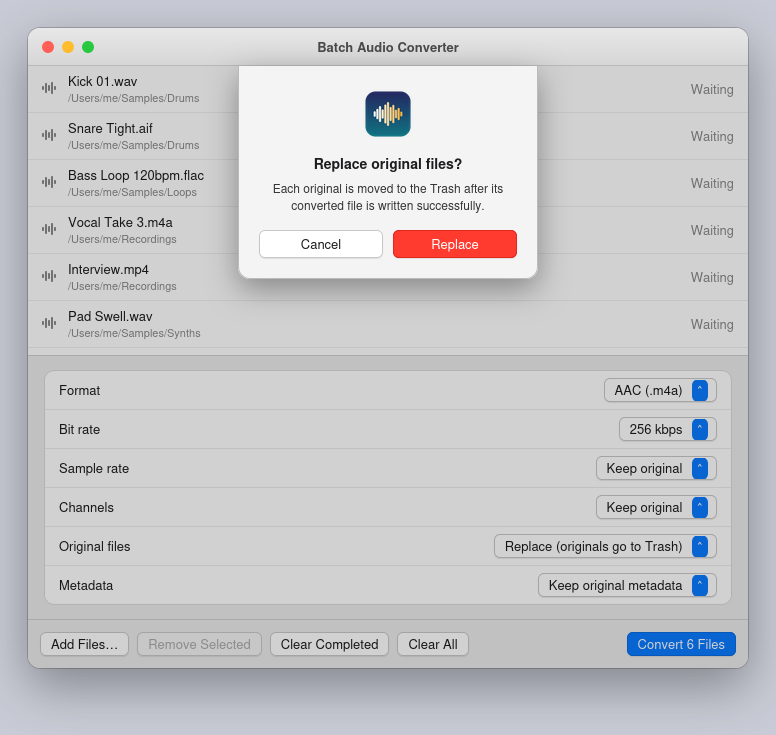 Batch Audio Converter
Kick 01.wav
/Users/me/Samples/Drums
Waiting
Snare Tight.aif
/Users/me/Samples/Drums
Waiting
Bass Loop 120bpm.flac
/Users/me/Samples/Loops
Waiting
Vocal Take 3.m4a
/Users/me/Recordings
Waiting
Interview.mp4
/Users/me/Recordings
Waiting
Pad Swell.wav
/Users/me/Samples/Synths
Waiting
Replace original files?
Each original is moved to the Trash after its
converted file is written successfully.
Cancel
Replace
Format
AAC (.m4a)
Bit rate
256 kbps
Sample rate
Keep original
Channels
Keep original
Original files
Replace (originals go to Trash)
Metadata
Keep original metadata
Add Files…
Remove Selected
Clear Completed
Clear All
Convert 6 Files